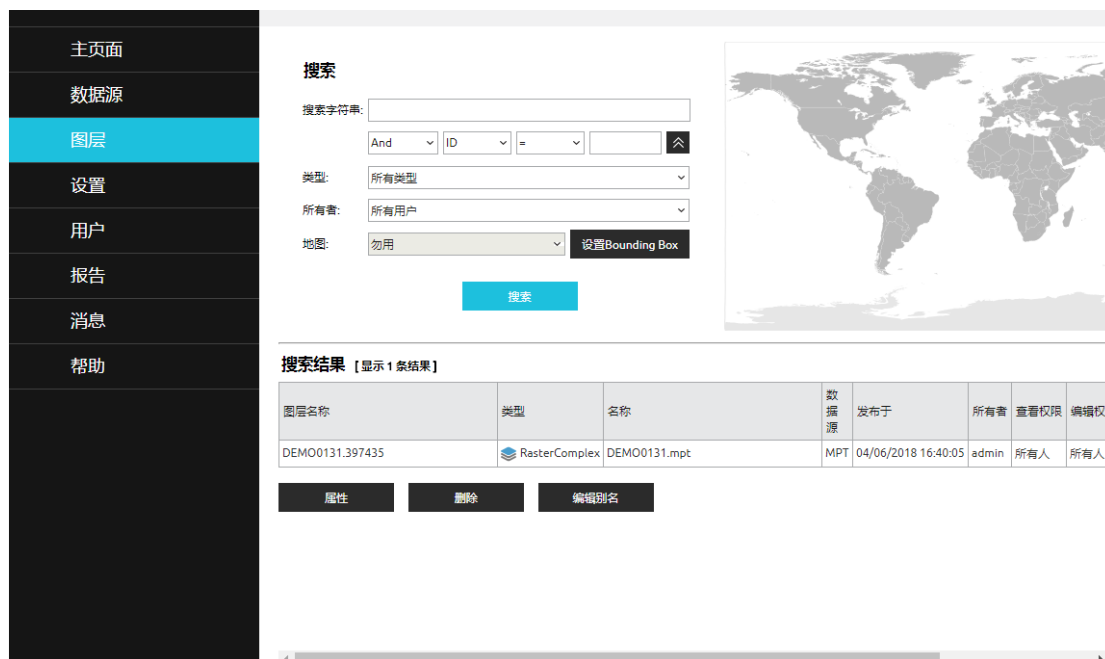 主页面
数据源
图层
设置
用户
报告
消息
帮助
搜索
搜索字符串:
And ID =
类型: 所有类型
所有者: 所有用户
地图: 勿用 设置Bounding Box
搜索
搜索结果 [显示 1 条结果]
图层名称 类型 名称 数据源 发布于 所有者 查看权限 编辑权
DEMO0131.397435 RasterComplex DEMO0131.mpt MPT 04/06/2018 16:40:05 admin 所有人 所有人
属性 删除 编辑别名